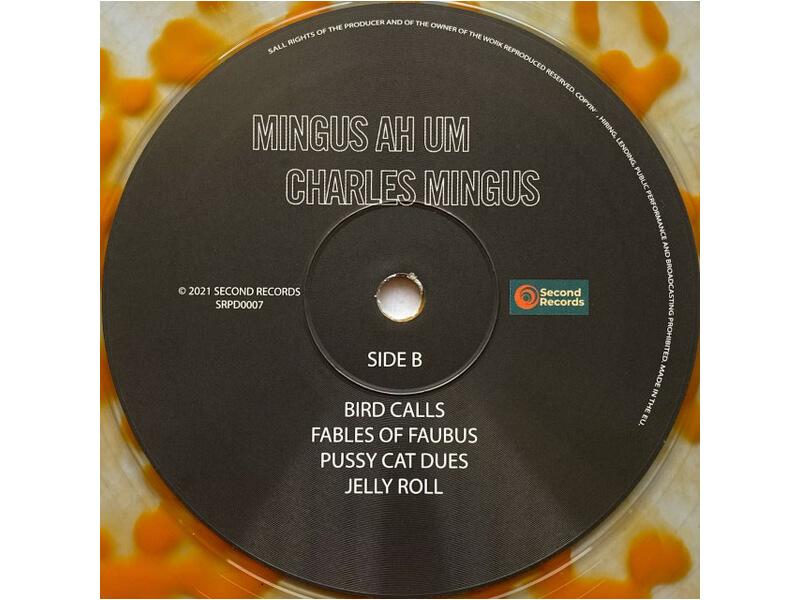 SALL RIGHTS OF THE PRODUCER AND OF THE OWNER OF THE WORK REPRODUCED RESERVED. COPYIN', HIRING, LENDING, PUBLIC PERFORMANCE AND BROADCASTING PROHIBITED. MADE IN THE EU.
MINGUS AH UM
CHARLES MINGUS
© 2021 SECOND RECORDS
SRPD0007
Second
Records
SIDE B
BIRD CALLS
FABLES OF FAUBUS
PUSSY CAT DUES
JELLY ROLL